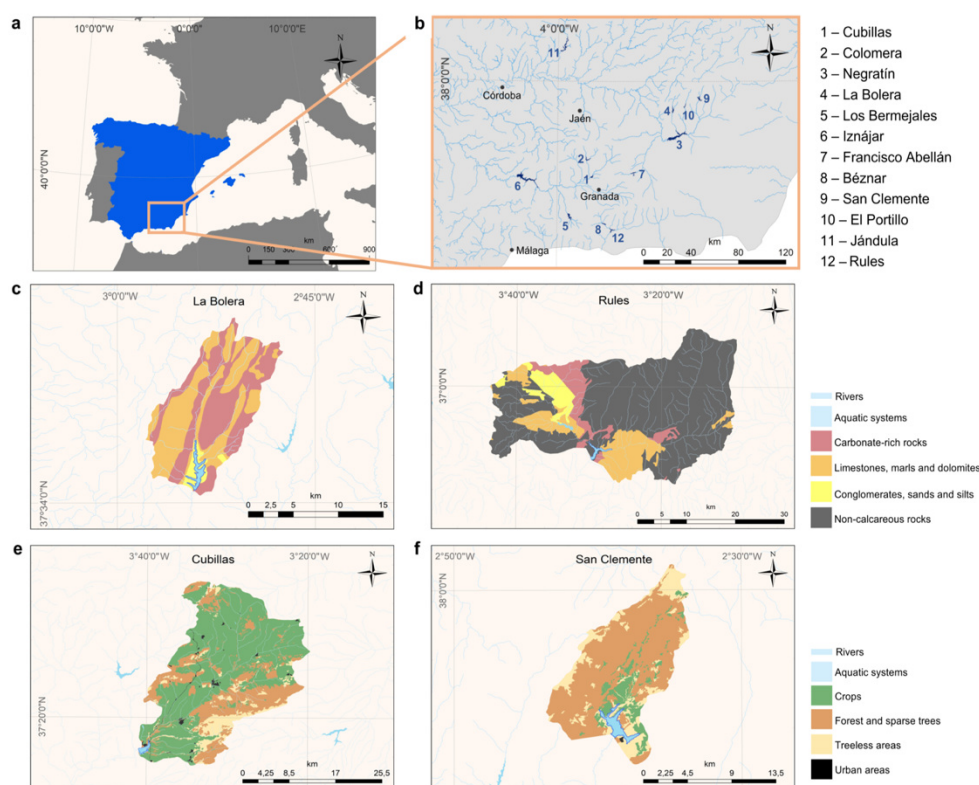 a
10°0'0"W
0°0'0"E
10°0'0"E
N
40°0'0"N
km
0 150 300 600 900
b
4°0'0"W
N
38°0'0"N
11
Córdoba
Jaén
4
9
10
3
2
1
7
6
Granada
5
8
12
Málaga
km
0 20 40 80 120
1 – Cubillas
2 – Colomera
3 – Negratín
4 – La Bolera
5 – Los Bermejales
6 – Iznájar
7 – Francisco Abellán
8 – Béznar
9 – San Clemente
10 – El Portillo
11 – Jándula
12 – Rules
c
3°0'0"W
2°45'0"W
La Bolera
N
37°34'0"N
km
0 2,5 5 10 15
d
3°40'0"W
3°20'0"W
Rules
N
37°0'0"N
km
0 5 10 20 30
Rivers
Aquatic systems
Carbonate-rich rocks
Limestones, marls and dolomites
Conglomerates, sands and silts
Non-calcareous rocks
e
3°40'0"W
3°20'0"W
Cubillas
N
37°20'0"N
km
0 4,25 8,5 17 25,5
f
2°50'0"W
2°30'0"W
San Clemente
N
38°0'0"N
km
0 2,25 4,5 9 13,5
Rivers
Aquatic systems
Crops
Forest and sparse trees
Treeless areas
Urban areas